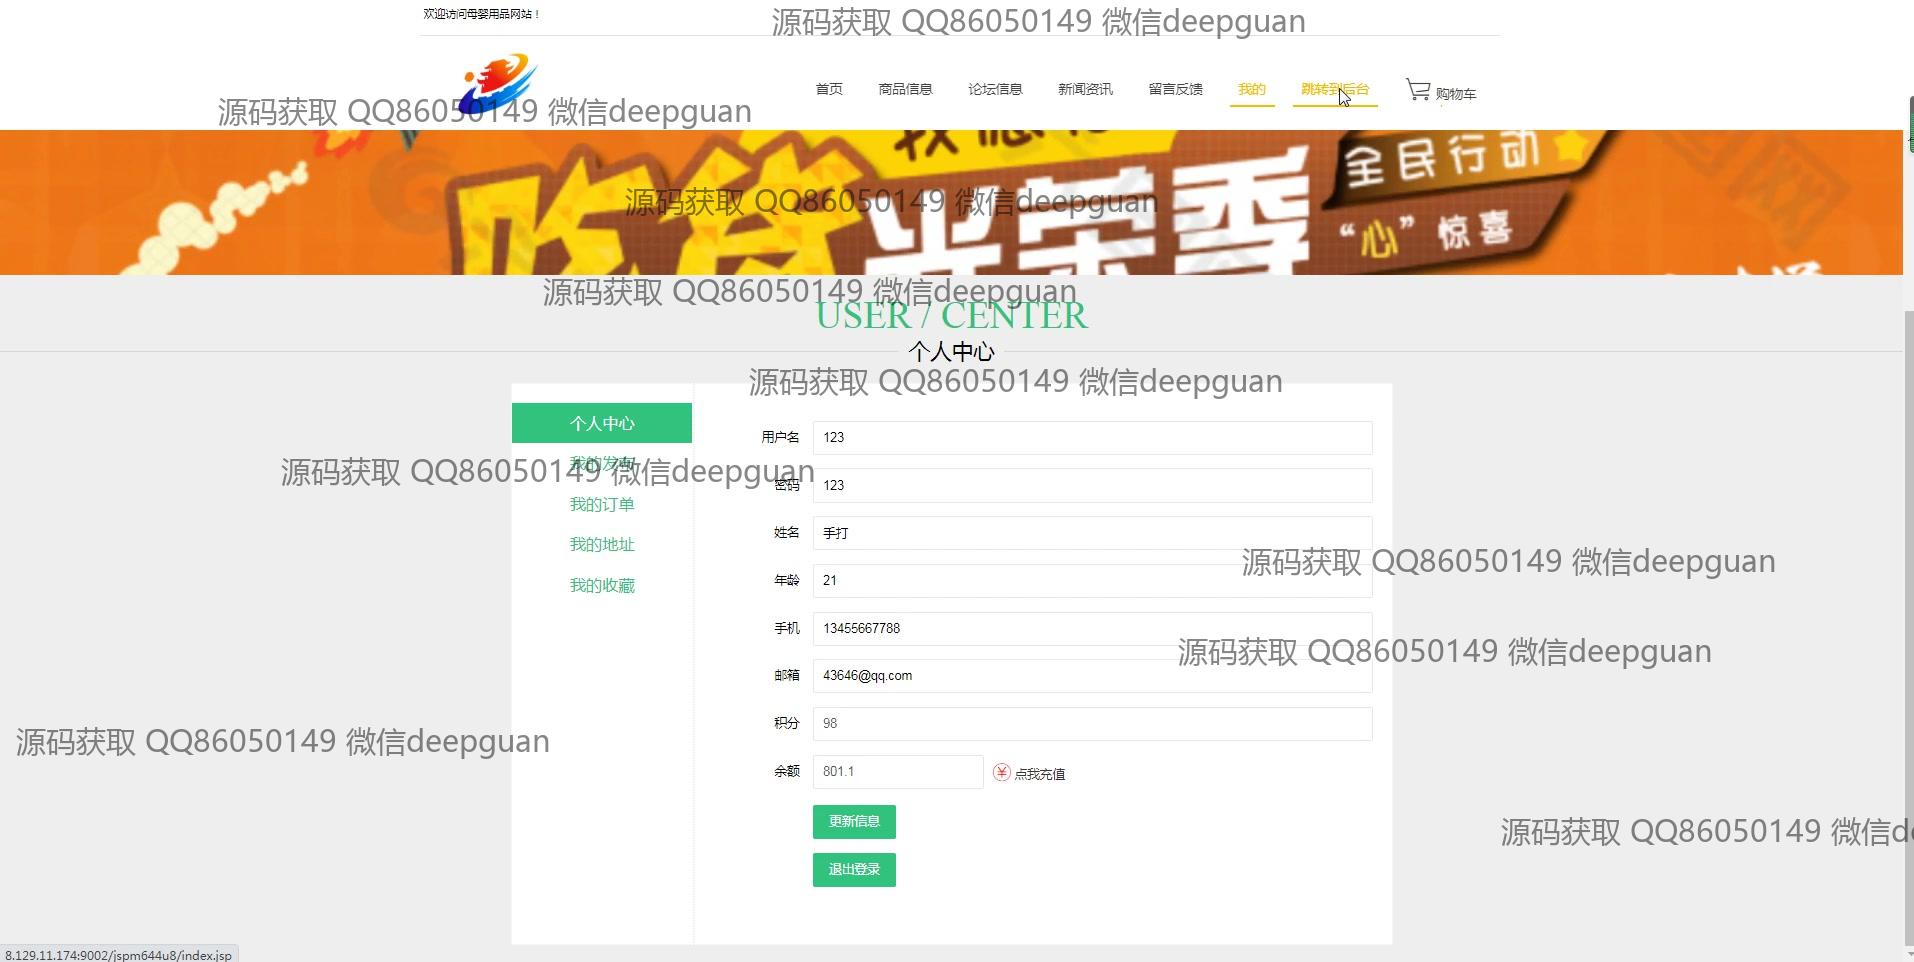 欢迎访问母婴用品网站！
源码获取 QQ86050149 微信deepguan
首页 商品信息 论坛信息 新闻资讯 留言反馈 我的 跳转到后台 购物车
源码获取 QQ86050149 微信deepguan
全民行动
吃货光荣季
“心”惊喜
源码获取 QQ86050149 微信deepguan
源码获取 QQ86050149 微信deepguan
USER / CENTER
个人中心
源码获取 QQ86050149 微信deepguan
个人中心
我的发布
我的订单
我的地址
我的收藏
源码获取 QQ86050149 微信deepguan
用户名 123
密码 123
姓名 手打
源码获取 QQ86050149 微信deepguan
年龄 21
手机 13455667788
源码获取 QQ86050149 微信deepguan
邮箱 43646@qq.com
积分 98
源码获取 QQ86050149 微信deepguan
余额 801.1 点我充值
更新信息
源码获取 QQ86050149 微信de
退出登录
8.129.11.174:9002/jspm644u8/index.jsp